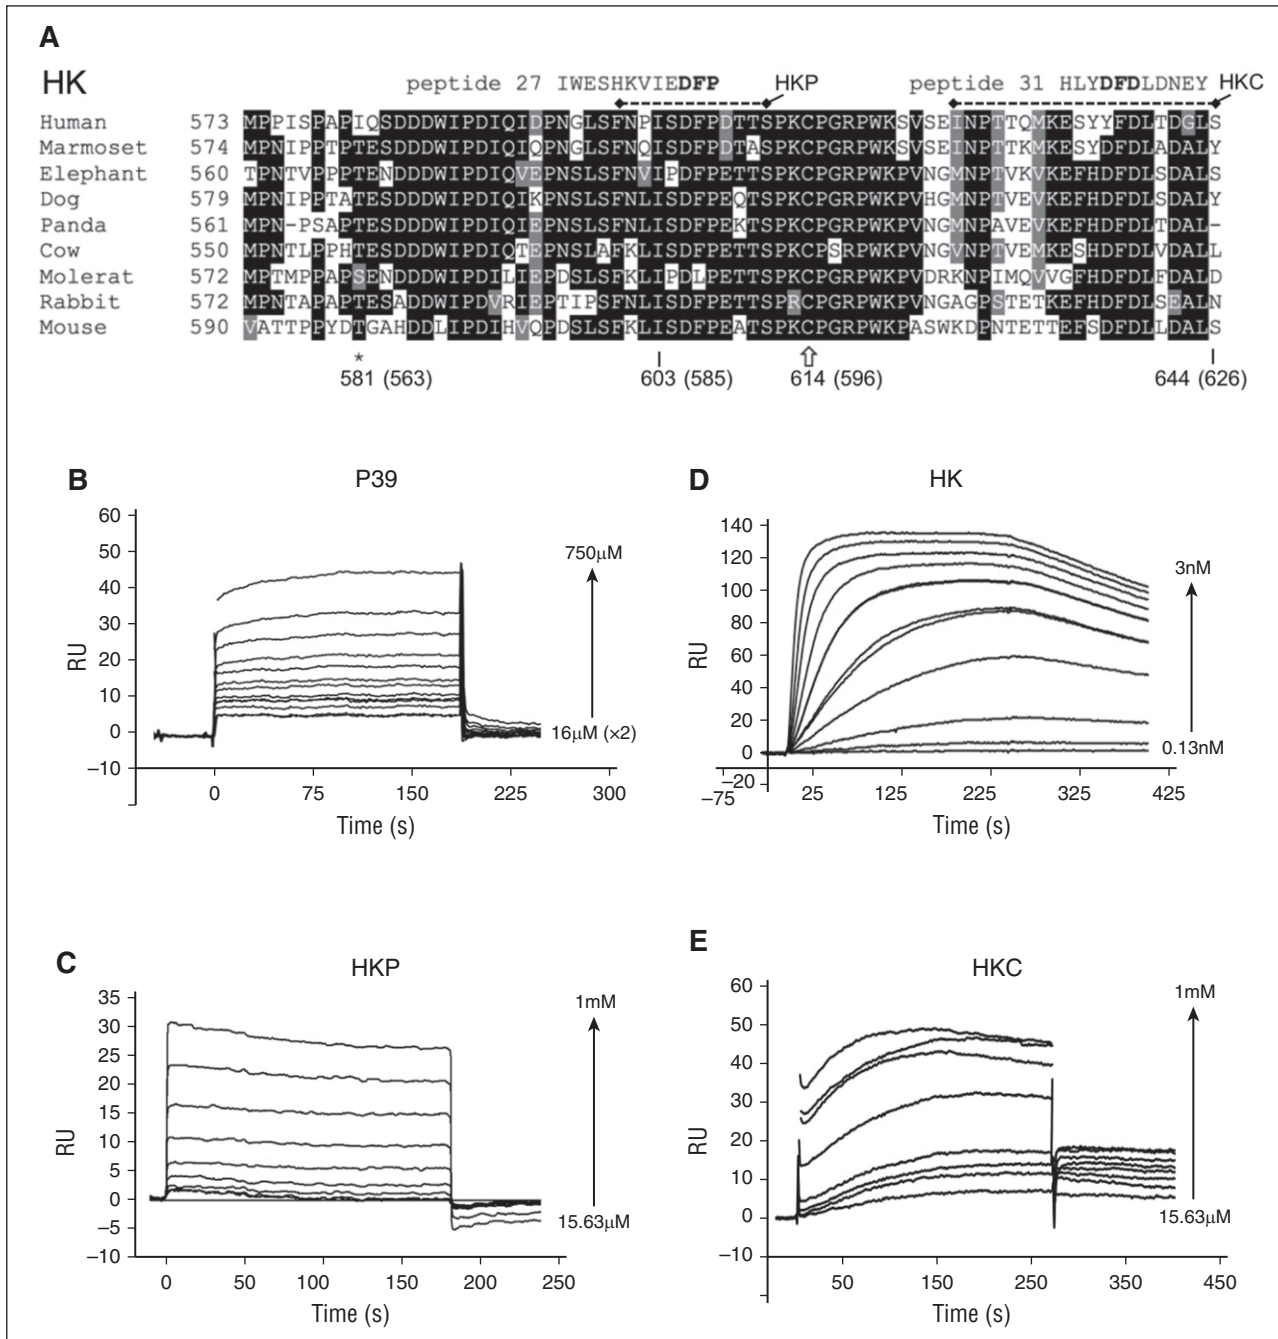 A
HK
peptide 27 IWESHKVIEDFP HKP peptide 31 HLYDFDLDNEY HKC
Human 573 MPPISPAPIQSDDDWIPDIQIDPNGLSFNPISDFPDTTSPKCPGRPWKSVSEINPTTQMKESYYFDLTDGLS
Marmoset 574 MPNIPPTPTESDDDWIPDIQIQPNGLSFNQISDFPDTASPKCPGRPWKSVSEINPTTKMKESYDFDLADALY
Elephant 560 TPNTVPPPTENDDDWIPDIQVEPNSLSFNVIPDFPETTSPKCPGRPWKPVNGMNPTVKVKEFHDFDLSDALS
Dog 579 MPNIPPTATESDDDWIPDIQIKPNSLSFNLISDFPEQTSPKCPGRPWKPVHGMNPTVEVKEFHDFDLSDALY
Panda 561 MPN-PSAPTESDDDWIPDIQIEPNSLSFNLISDFPEKTSPKCPGRPWKPVNGMNPAVEVKEFHDFDLTDAL-
Cow 550 MPNTLPPHTESDDDWIPDIQTEPNSLAFKLISDFPETTSPKCPSRPWKPVNGVNPTVEMKESHDFDLVDALL
Molerat 572 MPTMPPAPSENDDDWIPDILIEPDSLSFKLIPDLPETTSPKCPGRPWKPVDRKNPIMQVVGFHDFDLFDALD
Rabbit 572 MPNTAPAPTESADDWIPDVRIEPTIPSFNLISDFPETTSPRCPGRPWKPVNGAGPSTETKEFHDFDLSEALN
Mouse 590 VATTPPYDTGAHDDLIPDIHVQPDSLSFKLISDFPEATSPKCPGRPWKPASWKDPNTETTEFSDFDLLDALS
*
581 (563) 603 (585) 614 (596) 644 (626)
B P39
60
50
40
30
20
10
0
–10
RU
0 75 150 225 300
Time (s)
750µM
16µM (×2)
D HK
140
120
100
80
60
40
20
0
–20
RU
–75 25 125 225 325 425
Time (s)
3nM
0.13nM
C HKP
35
30
25
20
15
10
5
0
–5
–10
RU
0 50 100 150 200 250
Time (s)
1mM
15.63µM
E HKC
60
50
40
30
20
10
0
–10
RU
50 150 250 350 450
Time (s)
1mM
15.63µM